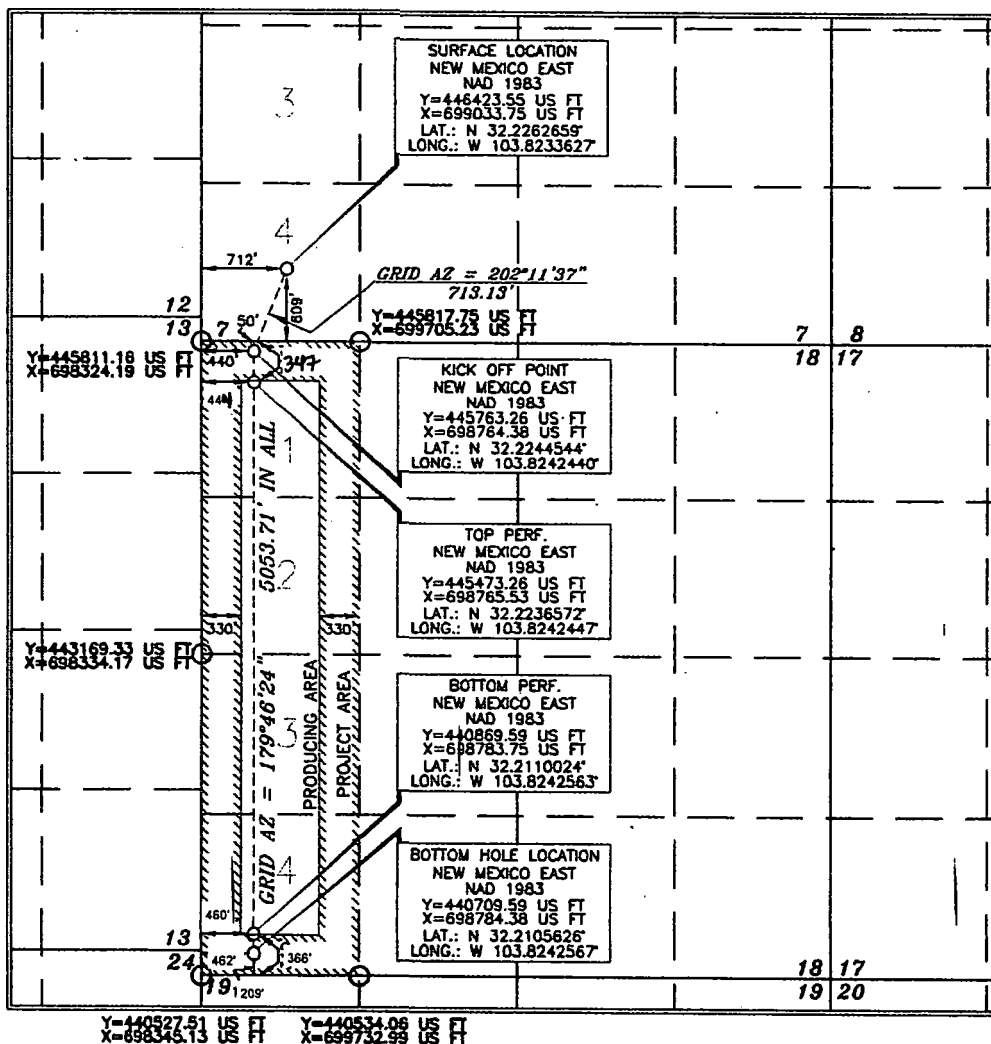 SURFACE LOCATION
NEW MEXICO EAST
NAD 1983
Y=446423.55 US FT
X=699033.75 US FT
LAT.: N 32.2262659°
LONG.: W 103.8233627°
3
4
712'
609'
GRID AZ = 202°11'37"
713.13'
12
13
7
50'
Y=445817.75 US FT
X=699705.23 US FT
7 8
18 17
Y=445811.16 US FT
X=698324.19 US FT
440'
347
KICK OFF POINT
NEW MEXICO EAST
NAD 1983
Y=445763.26 US FT
X=698764.38 US FT
LAT.: N 32.2244544°
LONG.: W 103.8242440°
1
5053.71' IN ALL
TOP PERF.
NEW MEXICO EAST
NAD 1983
Y=445473.26 US FT
X=698765.53 US FT
LAT.: N 32.2236572°
LONG.: W 103.8242447°
2
330'
330'
Y=443169.33 US FT
X=698334.17 US FT
GRID AZ = 179°46'24"
PRODUCING AREA
PROJECT AREA
3
BOTTOM PERF.
NEW MEXICO EAST
NAD 1983
Y=440869.59 US FT
X=698783.75 US FT
LAT.: N 32.2110024°
LONG.: W 103.8242563°
4
BOTTOM HOLE LOCATION
NEW MEXICO EAST
NAD 1983
Y=440709.59 US FT
X=698784.38 US FT
LAT.: N 32.2105626°
LONG.: W 103.8242567°
460'
13
24
462'
366'
19
209'
18 17
19 20
Y=440527.51 US FT
X=698345.13 US FT
Y=440534.06 US FT
X=699732.99 US FT